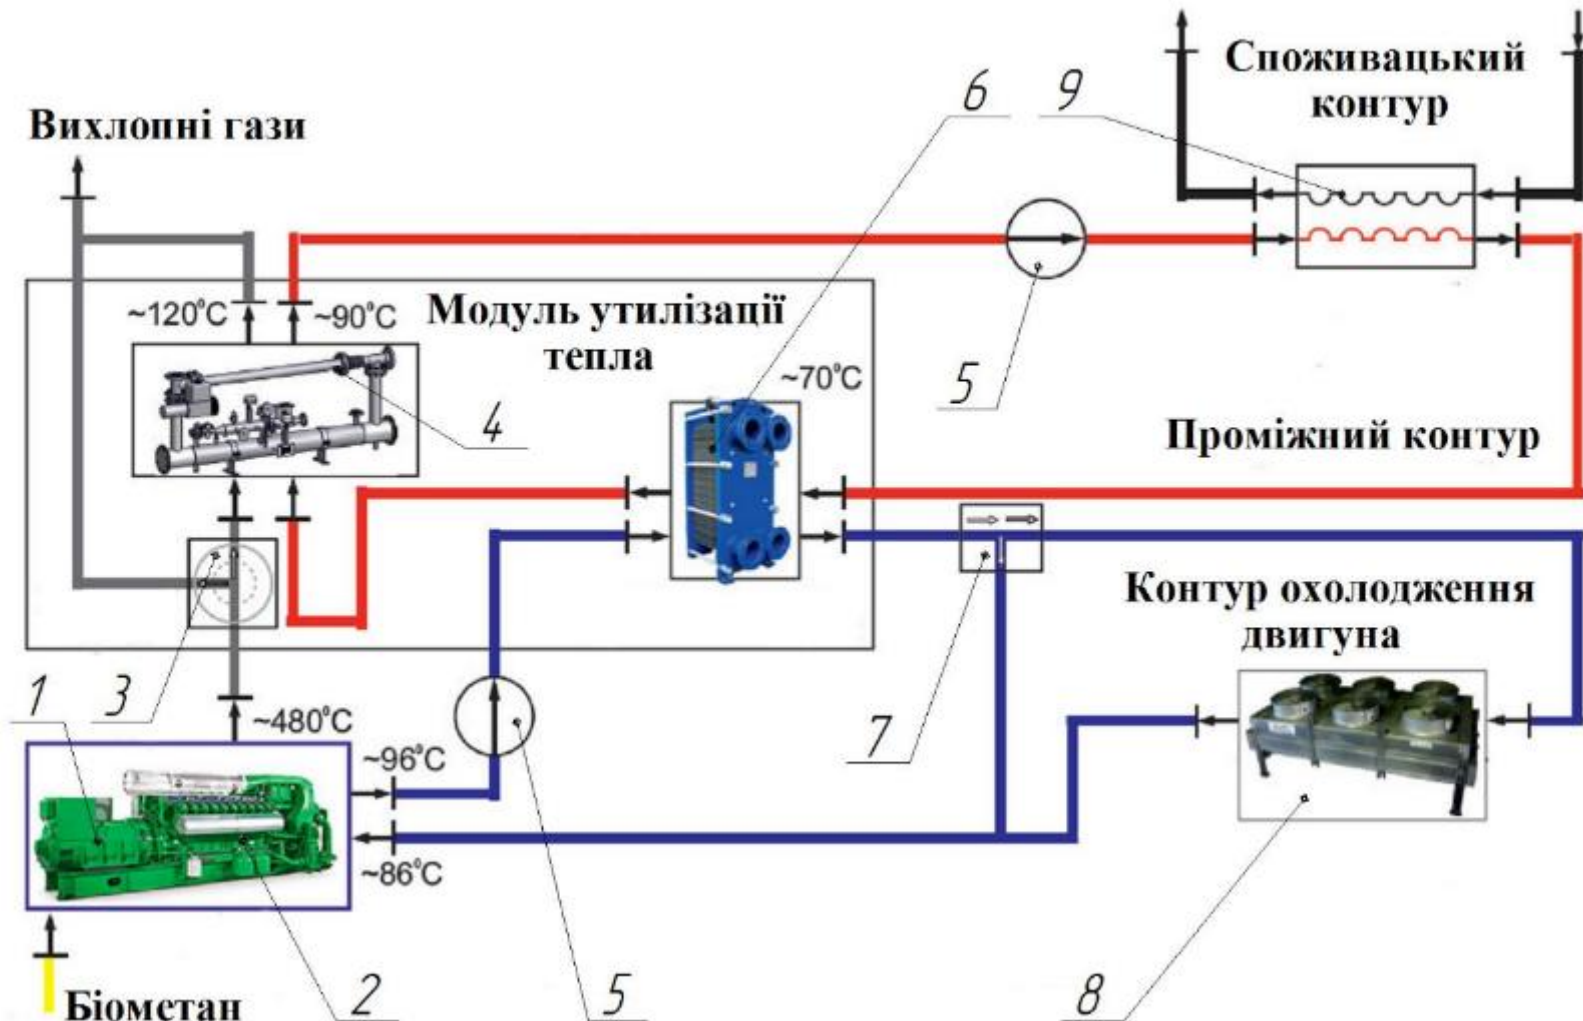 Споживацький
контур
6
9
Вихлопні гази
~120°C
~90°C
Модуль утилізації
тепла
~70°C
5
4
Проміжний контур
Контур охолодження
двигуна
1
3
~480°C
7
~96°C
~86°C
Біометан
2
5
8